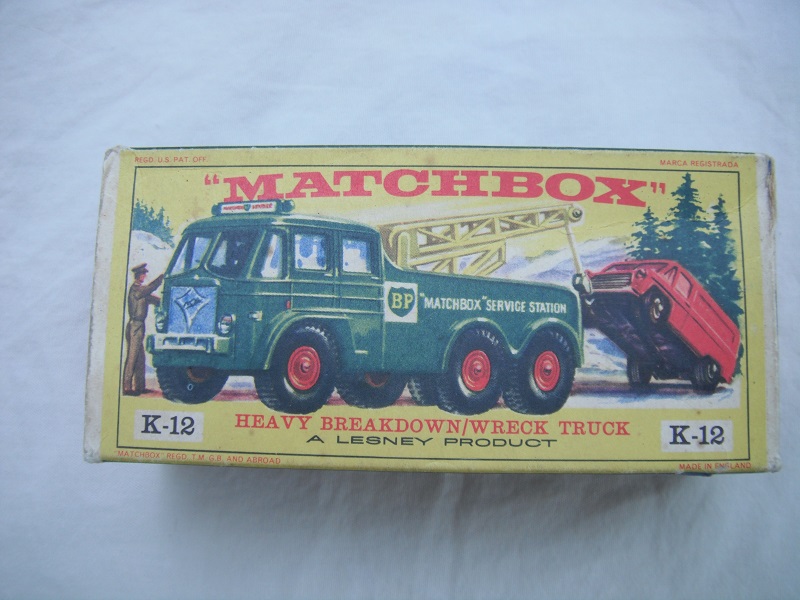 REGD. U.S. PAT. OFF.
MARCA REGISTRADA
"MATCHBOX"
BP
"MATCHBOX" SERVICE STATION
K-12
HEAVY BREAKDOWN/WRECK TRUCK
K-12
A LESNEY PRODUCT
"MATCHBOX" REGD. T.M. G.B. AND ABROAD
MADE IN ENGLAND